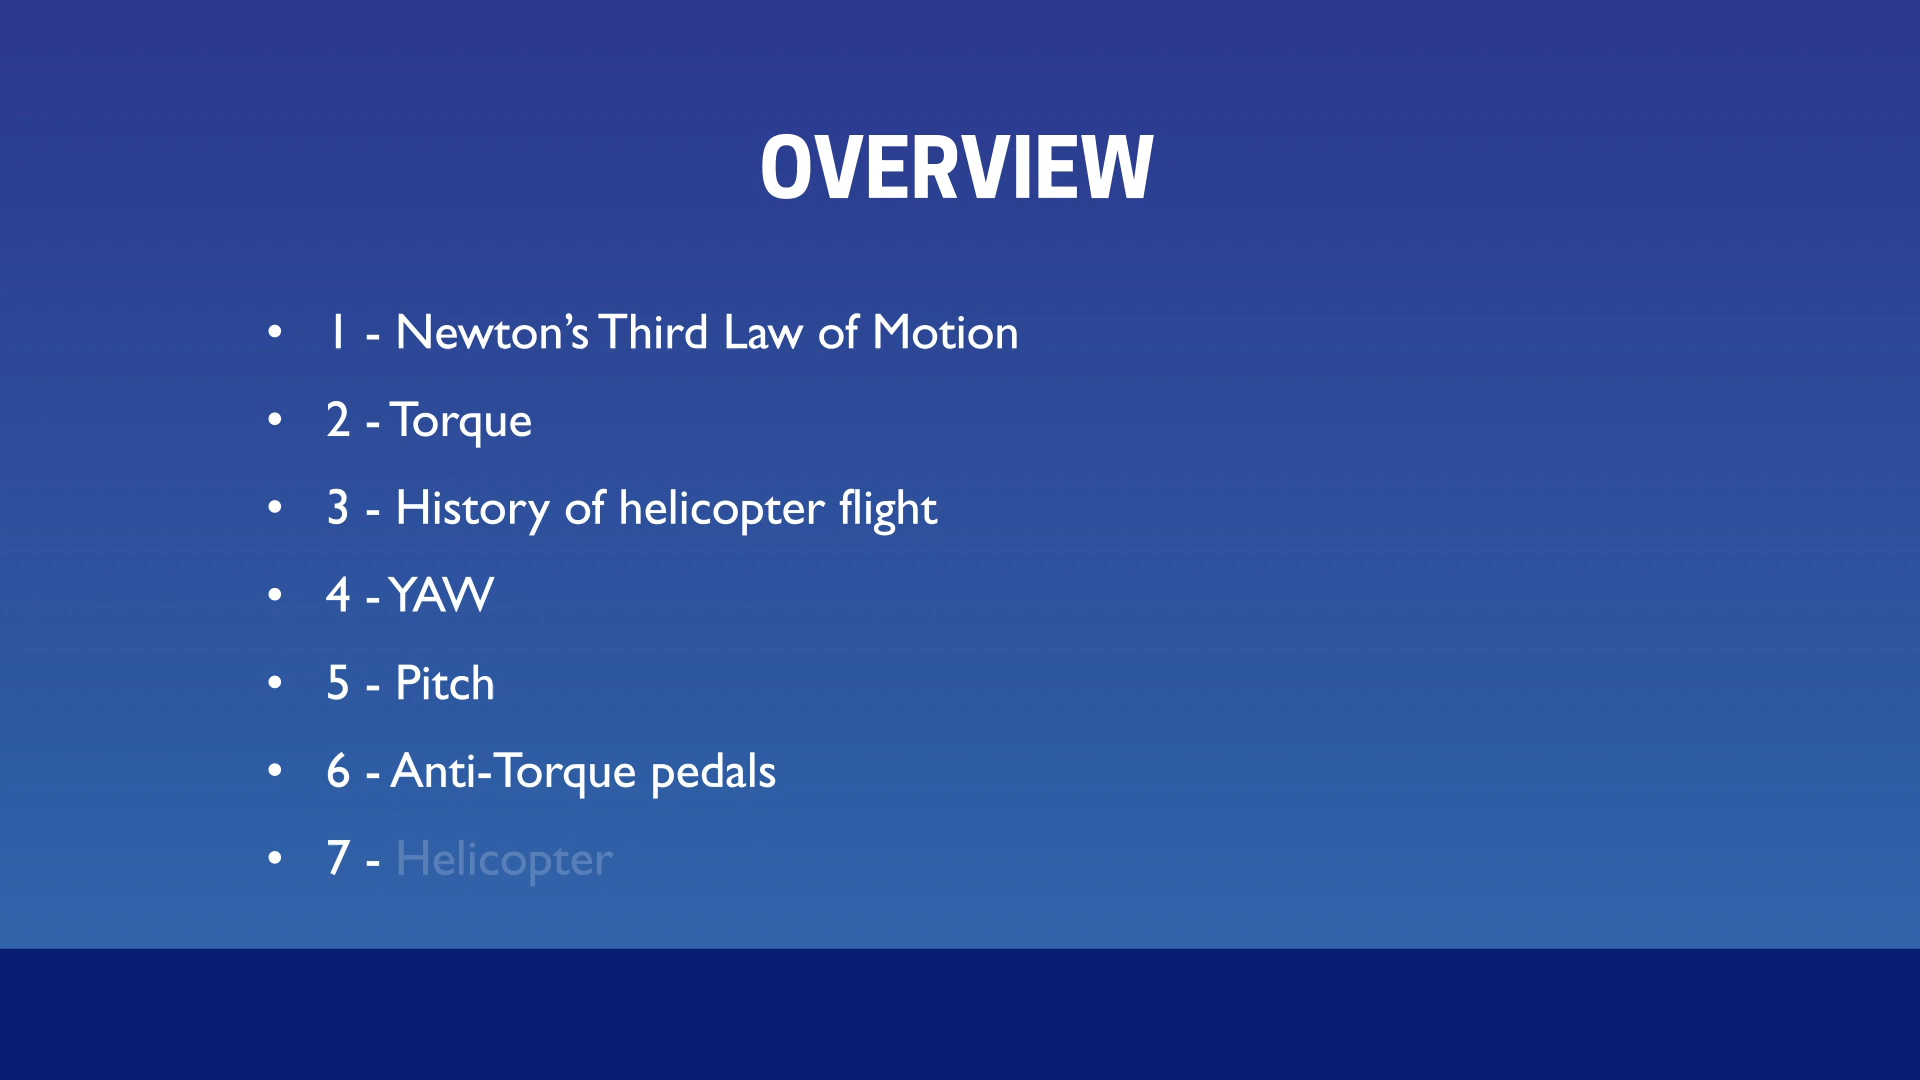 OVERVIEW
• 1 - Newton’s Third Law of Motion
• 2 - Torque
• 3 - History of helicopter flight
• 4 - YAW
• 5 - Pitch
• 6 - Anti-Torque pedals
• 7 - Helicopter